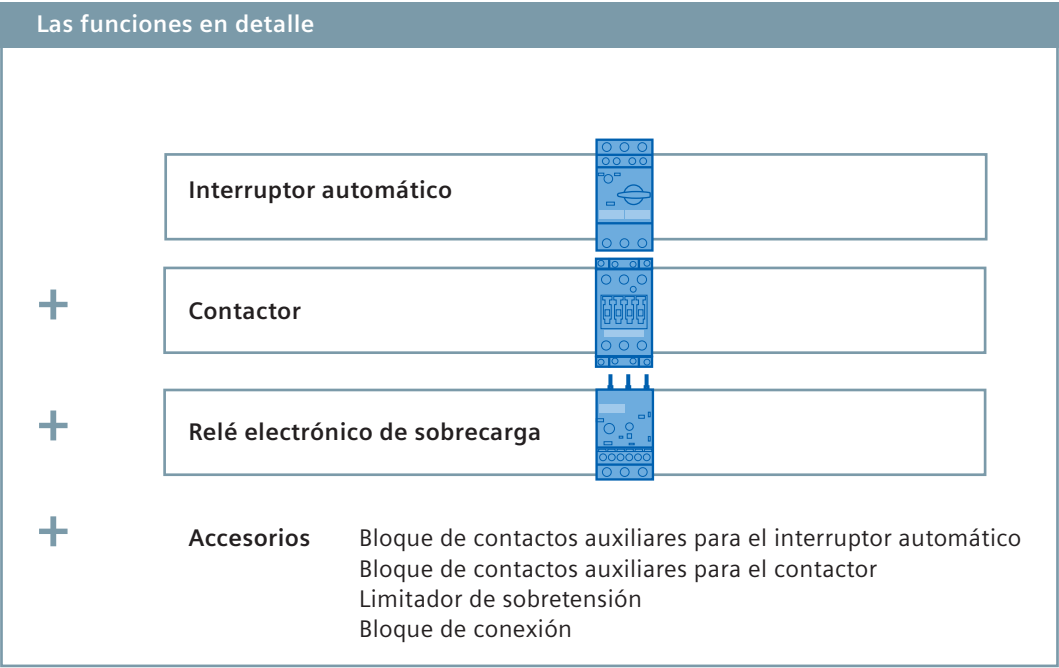 Las funciones en detalle
Interruptor automático
+ Contactor
+ Relé electrónico de sobrecarga
+ Accesorios Bloque de contactos auxiliares para el interruptor automático
Bloque de contactos auxiliares para el contactor
Limitador de sobretensión
Bloque de conexión